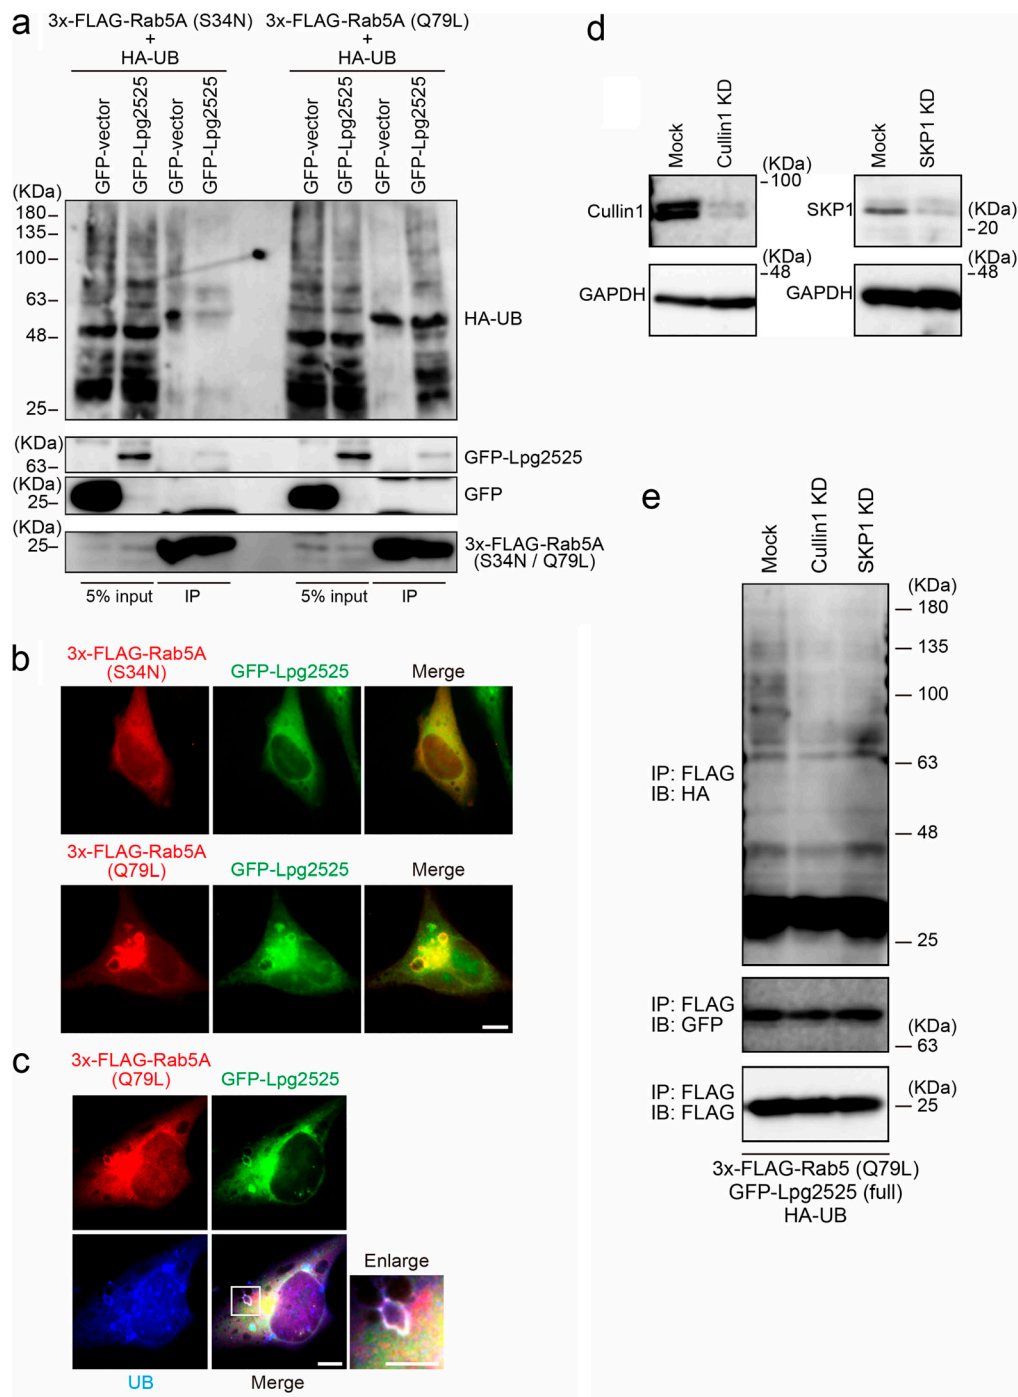 a
3x-FLAG-Rab5A (S34N)
+
HA-UB
3x-FLAG-Rab5A (Q79L)
+
HA-UB
GFP-vector
GFP-Lpg2525
GFP-vector
GFP-Lpg2525
GFP-vector
GFP-Lpg2525
GFP-vector
GFP-Lpg2525
(KDa)
180
135
100
63
48
25
HA-UB
(KDa)
63
GFP-Lpg2525
(KDa)
25
GFP
(KDa)
25
3x-FLAG-Rab5A
(S34N / Q79L)
5% input
IP
5% input
IP
b
3x-FLAG-Rab5A
(S34N)
GFP-Lpg2525
Merge
3x-FLAG-Rab5A
(Q79L)
GFP-Lpg2525
Merge
c
3x-FLAG-Rab5A
(Q79L)
GFP-Lpg2525
Enlarge
UB
Merge
d
Mock
Cullin1 KD
(KDa)
100
Cullin1
(KDa)
48
GAPDH
Mock
SKP1 KD
SKP1
(KDa)
20
(KDa)
48
GAPDH
e
Mock
Cullin1 KD
SKP1 KD
(KDa)
180
135
100
63
48
25
IP: FLAG
IB: HA
IP: FLAG
IB: GFP
(KDa)
63
IP: FLAG
IB: FLAG
(KDa)
25
3x-FLAG-Rab5 (Q79L)
GFP-Lpg2525 (full)
HA-UB